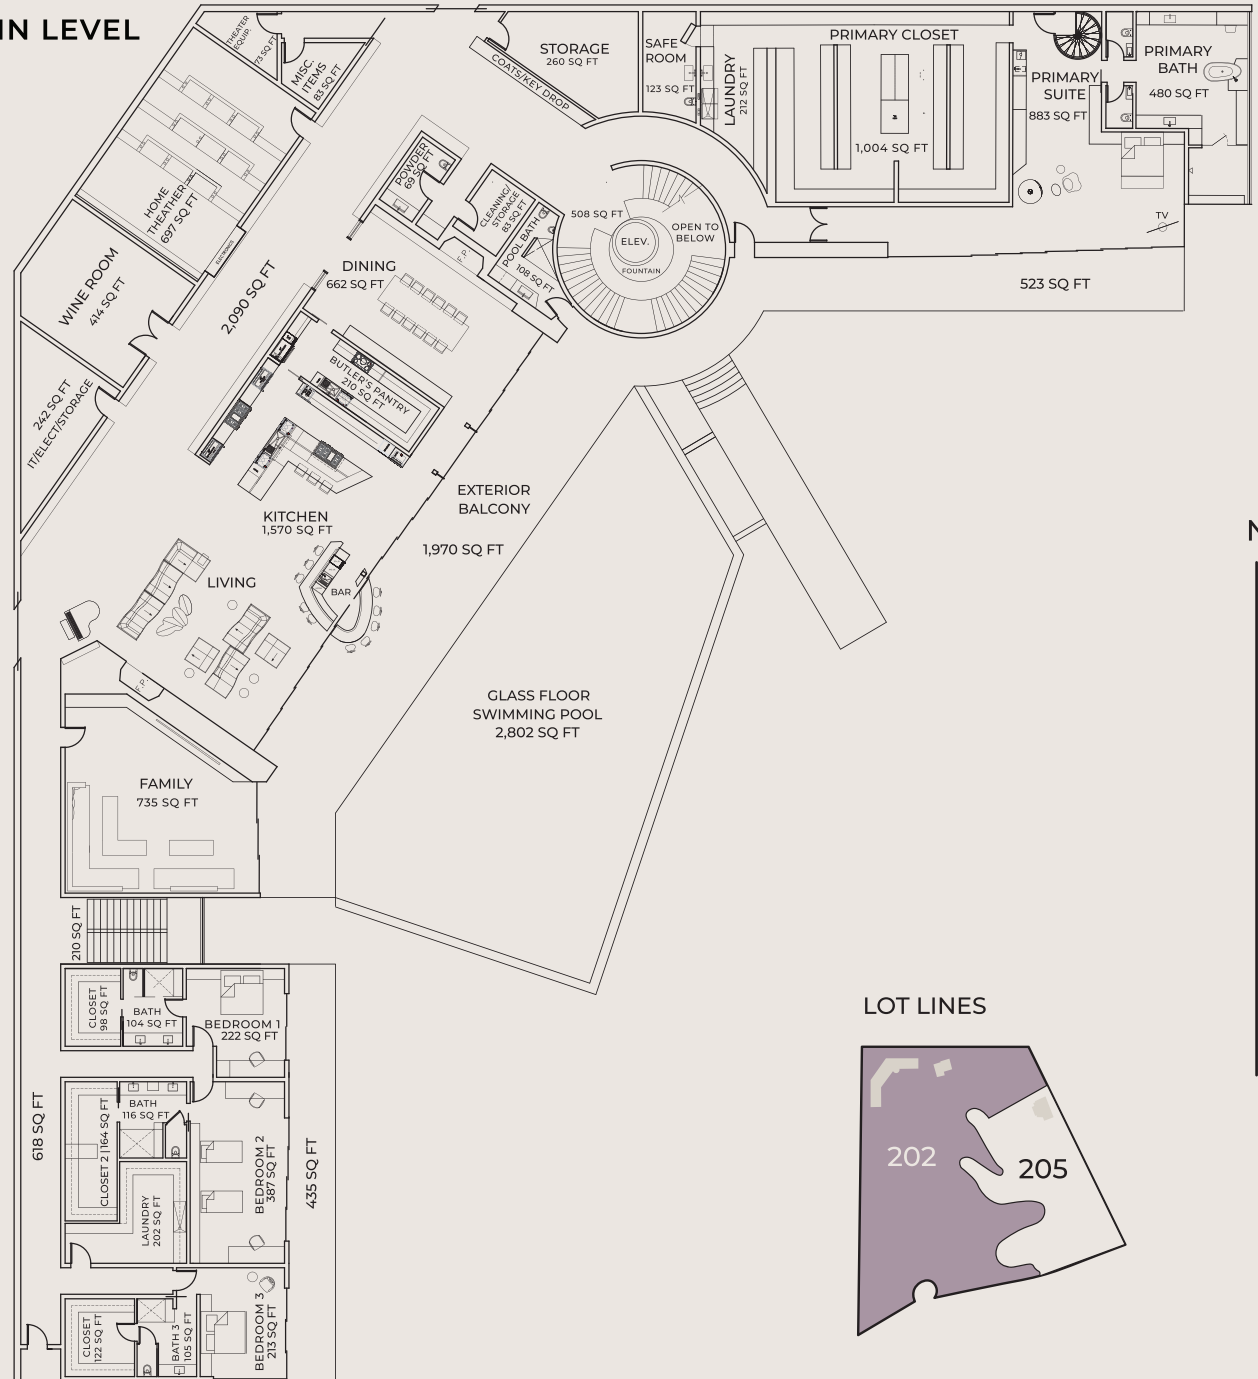 IN LEVEL
THEATER
EQUIP.
73 SQ FT
MISC.
ITEMS
83 SQ FT
STORAGE
260 SQ FT
COATS/KEY DROP
SAFE
ROOM
123 SQ FT
LAUNDRY
212 SQ FT
PRIMARY CLOSET
1,004 SQ FT
PRIMARY
SUITE
883 SQ FT
PRIMARY
BATH
480 SQ FT
TV
523 SQ FT
HOME
THEATHER
697 SQ FT
ELECTRONICS
POWDER
69 SQ FT
CLEANING/
STORAGE
83 SQ FT
POOL BATH
108 SQ FT
F.P.
508 SQ FT
ELEV.
FOUNTAIN
OPEN TO
BELOW
WINE ROOM
414 SQ FT
2,090 SQ FT
DINING
662 SQ FT
BUTLER'S PANTRY
210 SQ FT
242 SQ FT
IT/ELECT/STORAGE
KITCHEN
1,570 SQ FT
EXTERIOR
BALCONY
1,970 SQ FT
LIVING
BAR
F.P.
GLASS FLOOR
SWIMMING POOL
2,802 SQ FT
FAMILY
735 SQ FT
210 SQ FT
CLOSET
98 SQ FT
BATH
104 SQ FT
BEDROOM 1
222 SQ FT
618 SQ FT
CLOSET 2 | 164 SQ FT
BATH
116 SQ FT
LAUNDRY
202 SQ FT
BEDROOM 2
387 SQ FT
435 SQ FT
CLOSET
122 SQ FT
BATH 3
105 SQ FT
BEDROOM 3
213 SQ FT
LOT LINES
202
205
N